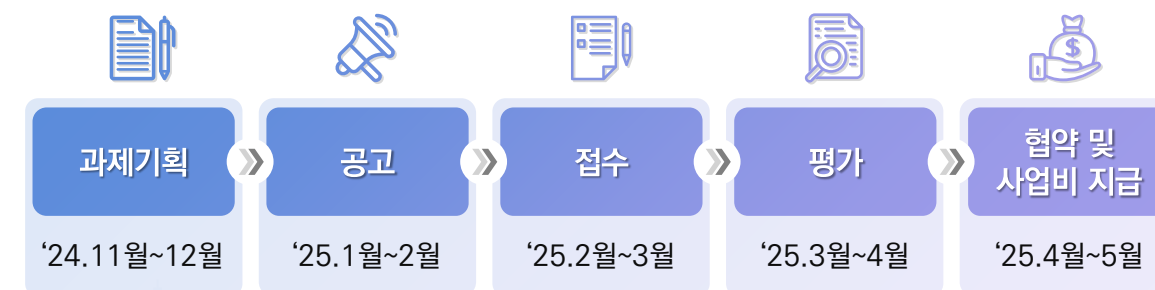 과제기획
공고
접수
평가
협약 및
사업비 지급
‘24.11월~12월
‘25.1월~2월
‘25.2월~3월
‘25.3월~4월
‘25.4월~5월